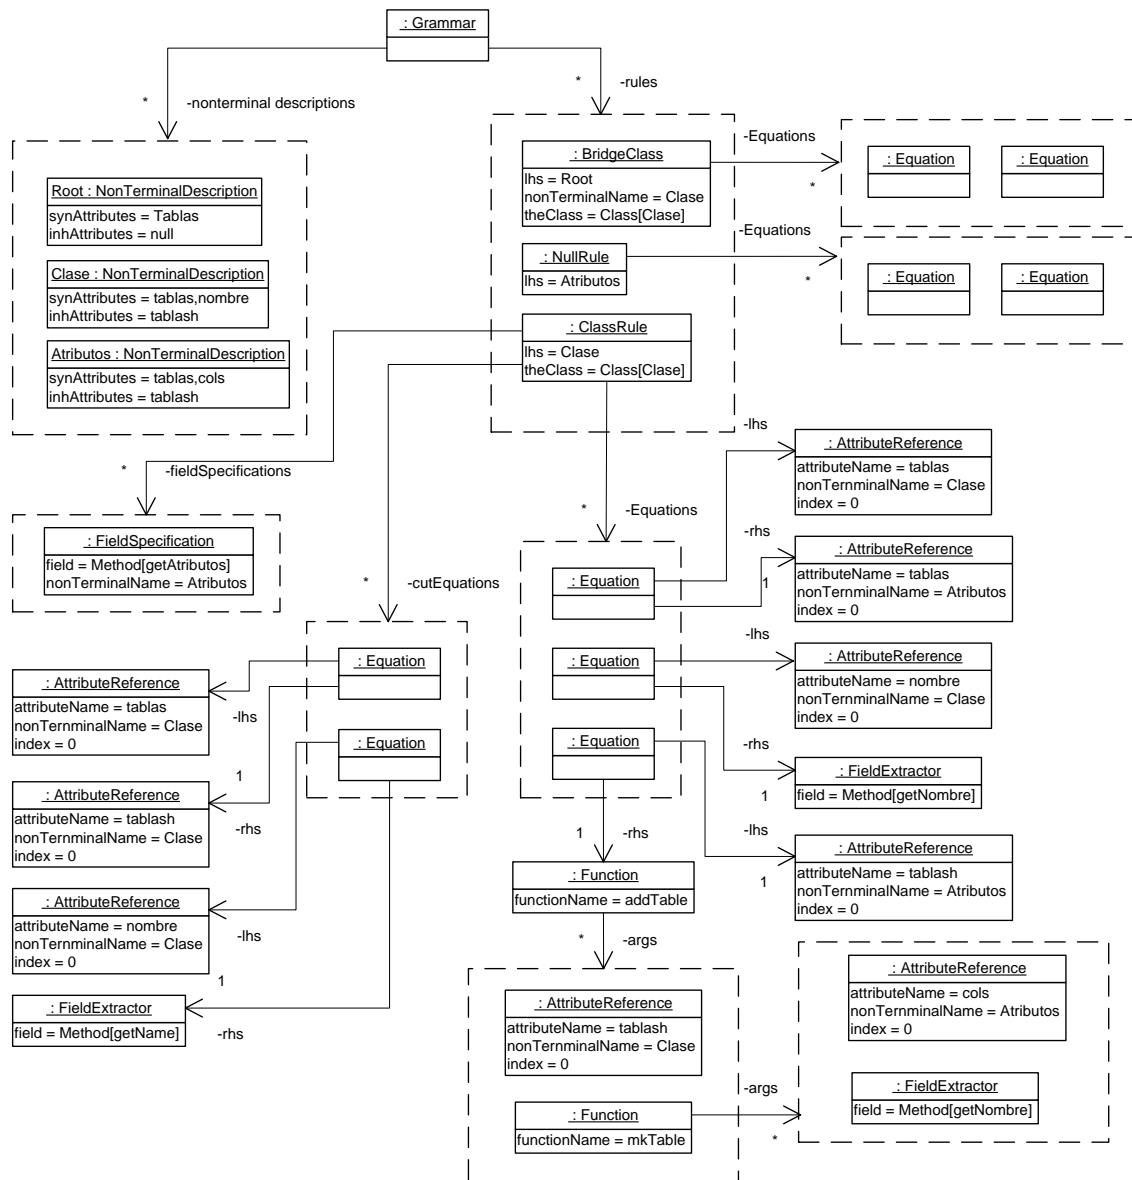 : Grammar
*
-rules
*
-nonterminal descriptions
Root : NonTerminalDescription
synAttributes = Tablas
inhAttributes = null
Clase : NonTerminalDescription
synAttributes = tablas,nombre
inhAttributes = tablash
Atributos : NonTerminalDescription
synAttributes = tablas,cols
inhAttributes = tablash
: BridgeClass
lhs = Root
nonTerminalName = Clase
theClass = Class[Clase]
: NullRule
lhs = Atributos
: ClassRule
lhs = Clase
theClass = Class[Clase]
-Equations
*
: Equation
: Equation
-Equations
*
: Equation
: Equation
*
-fieldSpecifications
: FieldSpecification
field = Method[getAtributos]
nonTerminalName = Atributos
*
-cutEquations
: Equation
: Equation
*
-Equations
: Equation
: Equation
: Equation
-lhs
: AttributeReference
attributeName = tablas
nonTernminalName = Clase
index = 0
-rhs
1
: AttributeReference
attributeName = tablas
nonTernminalName = Atributos
index = 0
-lhs
: AttributeReference
attributeName = nombre
nonTernminalName = Clase
index = 0
-rhs
1
: FieldExtractor
field = Method[getNombre]
-lhs
1
: AttributeReference
attributeName = tablash
nonTernminalName = Atributos
index = 0
: AttributeReference
attributeName = tablas
nonTernminalName = Clase
index = 0
-lhs
1
: AttributeReference
attributeName = tablash
nonTernminalName = Clase
index = 0
-rhs
: AttributeReference
attributeName = nombre
nonTernminalName = Clase
index = 0
-lhs
1
: FieldExtractor
field = Method[getName]
-rhs
1
-rhs
: Function
functionName = addTable
*
-args
: AttributeReference
attributeName = tablash
nonTernminalName = Clase
index = 0
: Function
functionName = mkTable
-args
*
: AttributeReference
attributeName = cols
nonTernminalName = Atributos
index = 0
: FieldExtractor
field = Method[getNombre]